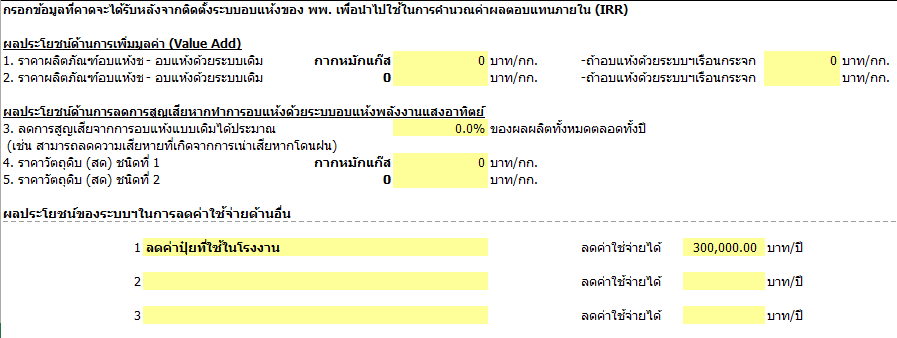 กรอกข้อมูลที่คาดจะได้รับหลังจากติดตั้งระบบอบแห้งของ พพ. เพื่อนำไปใช้ในการคำนวณค่าผลตอบแทนภายใน (IRR)
ผลประโยชน์ด้านการเพิ่มมูลค่า (Value Add)
1. ราคาผลิตภัณฑ์อบแห้งช - อบแห้งด้วยระบบเดิม กากหมักแก๊ส 0 บาท/กก. -ถ้าอบแห้งด้วยระบบฯเรือนกระจก 0 บาท/กก.
2. ราคาผลิตภัณฑ์อบแห้งช - อบแห้งด้วยระบบเดิม 0 บาท/กก. -ถ้าอบแห้งด้วยระบบฯเรือนกระจก บาท/กก.
ผลประโยชน์ด้านการลดการสูญเสียหากทำการอบแห้งด้วยระบบอบแห้งพลังงานแสงอาทิตย์
3. ลดการสูญเสียจากการอบแห้งแบบเดิมได้ประมาณ 0.0% ของผลผลิตทั้งหมดตลอดทั้งปี
(เช่น สามารถลดความเสียหายที่เกิดจากการเน่าเสียหากโดนฝน)
4. ราคาวัตถุดิบ (สด) ชนิดที่ 1 กากหมักแก๊ส 0 บาท/กก.
5. ราคาวัตถุดิบ (สด) ชนิดที่ 2 0 บาท/กก.
ผลประโยชน์ของระบบฯในการลดค่าใช้จ่ายด้านอื่น
1 ลดค่าปุ๋ยที่ใช้ในโรงงาน ลดค่าใช้จ่ายได้ 300,000.00 บาท/ปี
2 ลดค่าใช้จ่ายได้ บาท/ปี
3 ลดค่าใช้จ่ายได้ บาท/ปี